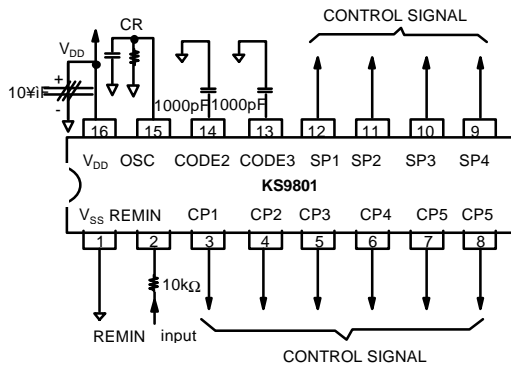 CONTROL SIGNAL
CR
VDD
+
10¥ìF
-
1000pF 1000pF
16 15 14 13 12 11 10 9
VDD OSC CODE2 CODE3 SP1 SP2 SP3 SP4
KS9801
VSS REMIN CP1 CP2 CP3 CP4 CP5 CP5
1 2 3 4 5 6 7 8
10kΩ
REMIN input
CONTROL SIGNAL